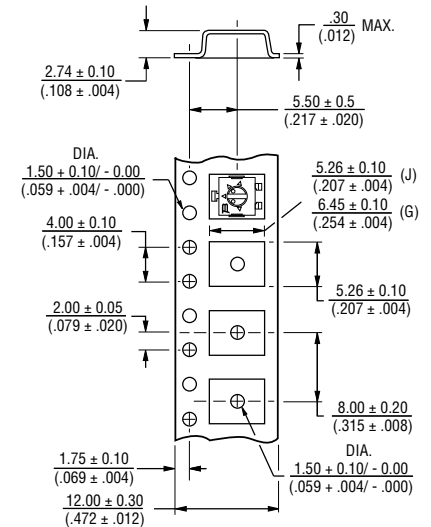 .30
(.012)
MAX.
2.74 ± 0.10
(.108 ± .004)
5.50 ± 0.5
(.217 ± .020)
DIA.
1.50 + 0.10/ - 0.00
(.059 + .004/ - .000)
5.26 ± 0.10
(.207 ± .004)
(J)
6.45 ± 0.10
(.254 ± .004)
(G)
4.00 ± 0.10
(.157 ± .004)
5.26 ± 0.10
(.207 ± .004)
2.00 ± 0.05
(.079 ± .020)
8.00 ± 0.20
(.315 ± .008)
DIA.
1.50 + 0.10/ - 0.00
(.059 + .004/ - .000)
1.75 ± 0.10
(.069 ± .004)
12.00 ± 0.30
(.472 ± .012)